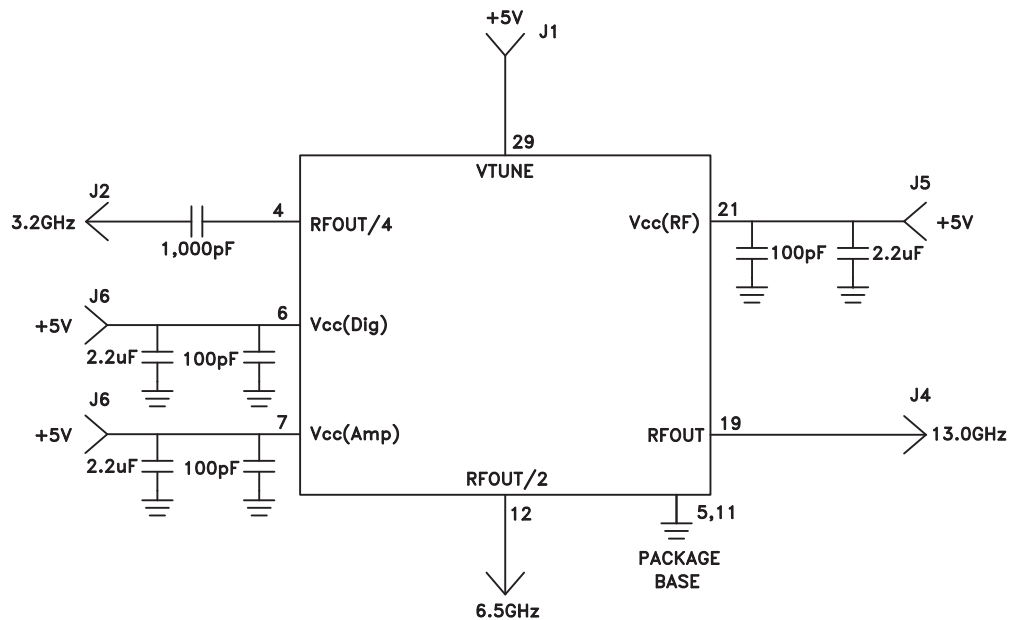 +5V
J1
29
VTUNE
J2
3.2GHz
1,000pF
4
RFOUT/4
Vcc(RF)
21
J5
+5V
100pF
2.2uF
J6
+5V
6
Vcc(Dig)
2.2uF
100pF
J6
+5V
7
Vcc(Amp)
2.2uF
100pF
RFOUT
19
J4
13.0GHz
RFOUT/2
12
6.5GHz
5,11
PACKAGE
BASE